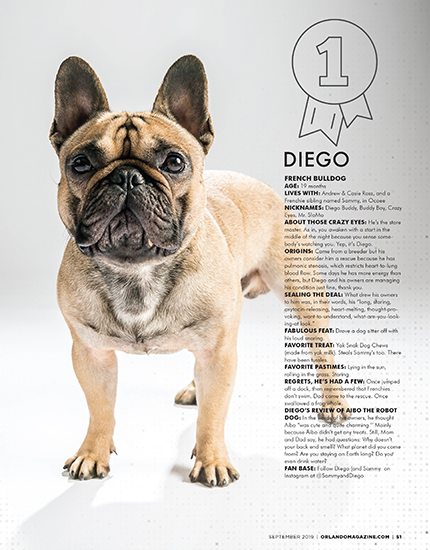 1
DIEGO
FRENCH BULLDOG
AGE: 19 months
LIVES WITH: Andrew & Cosie Ross, and a
Frenchie sibling named Sammy, in Ocoee
NICKNAMES: Diego Buddy, Buddy Boy, Crazy
Eyes, Mr. SloMo
ABOUT THOSE CRAZY EYES: He's the stare
master. As in, you awaken with a start in the
middle of the night because you sense some-
body's watching you. Yep, it's Diego.
ORIGINS: Came from a breeder but his
owners consider him a rescue because he has
pulmonic stenosis, which restricts heart-to-lung
blood flow. Some days he has more energy than
others, but Diego and his owners are managing
his condition just fine, thank you.
SEALING THE DEAL: What drew his owners
to him was, in their words, his "long, staring,
oxytocin-releasing, heart-melting, thought-pro-
voking, want-to-understand, what-are-you-look-
ing-at look."
FABULOUS FEAT: Drove a dog sitter off with
his loud snoring.
FAVORITE TREAT: Yak Snak Dog Chews
(made from yak milk). Steals Sammy's too. There
have been tussles.
FAVORITE PASTIMES: Lying in the sun,
rolling in the grass. Staring.
REGRETS, HE'S HAD A FEW: Once jumped
off a dock, then remembered that Frenchies
don't swim. Dad came to the rescue. Once
swallowed a frog whole.
DIEGO'S REVIEW OF AIBO THE ROBOT
DOG: In the words of his owners, he thought
Aibo "was cute and quite charming." Mainly
because Aibo didn't get any treats. Still, Mom
and Dad say, he had questions: Why doesn't
your back end smell? What planet did you come
from? Are you staying on Earth long? Do you
even drink water?
FAN BASE: Follow Diego (and Sammy) on
Instagram at @SammyandDiego
SEPTEMBER 2019 | ORLANDOMAGAZINE.COM | 51